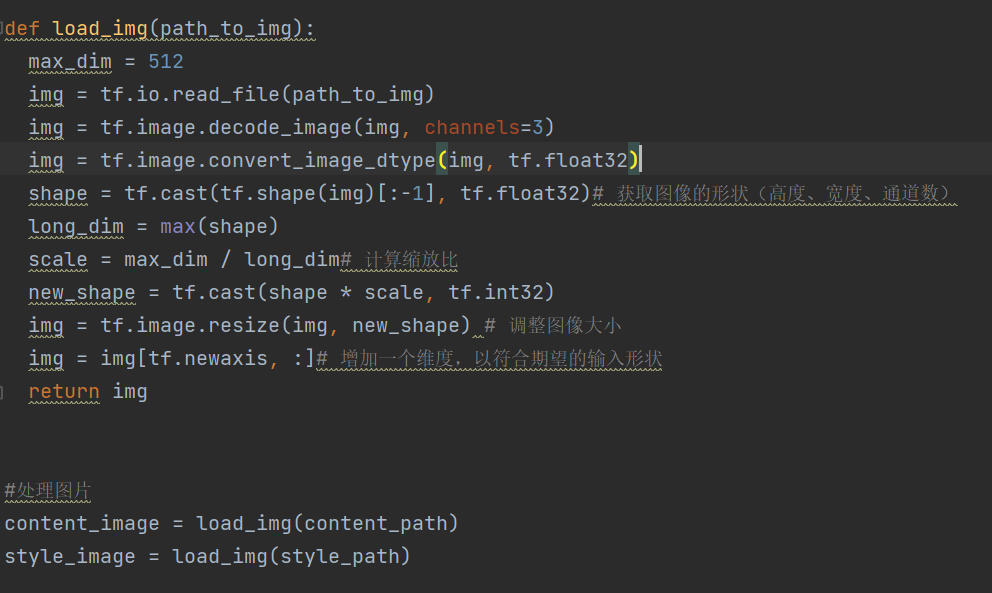 def load_img(path_to_img):
  max_dim = 512
  img = tf.io.read_file(path_to_img)
  img = tf.image.decode_image(img, channels=3)
  img = tf.image.convert_image_dtype(img, tf.float32)
  shape = tf.cast(tf.shape(img)[:-1], tf.float32)# 获取图像的形状（高度、宽度、通道数）
  long_dim = max(shape)
  scale = max_dim / long_dim# 计算缩放比
  new_shape = tf.cast(shape * scale, tf.int32)
  img = tf.image.resize(img, new_shape) # 调整图像大小
  img = img[tf.newaxis, :]# 增加一个维度，以符合期望的输入形状
  return img
#处理图片
content_image = load_img(content_path)
style_image = load_img(style_path)